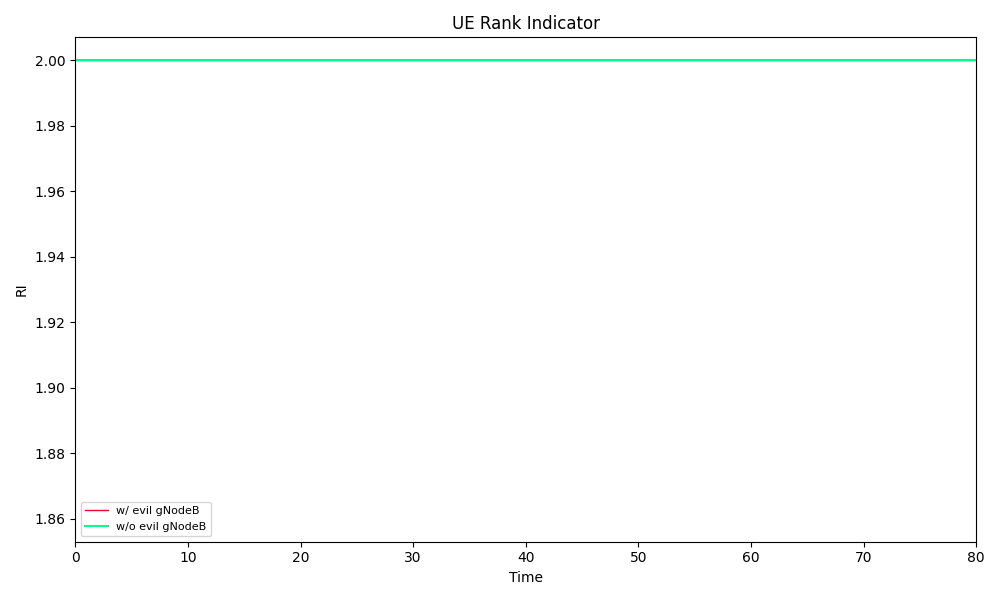 UE Rank Indicator
2.00
1.98
1.96
1.94
1.92
1.90
1.88
1.86
RI
w/ evil gNodeB
w/o evil gNodeB
0 10 20 30 40 50 60 70 80
Time